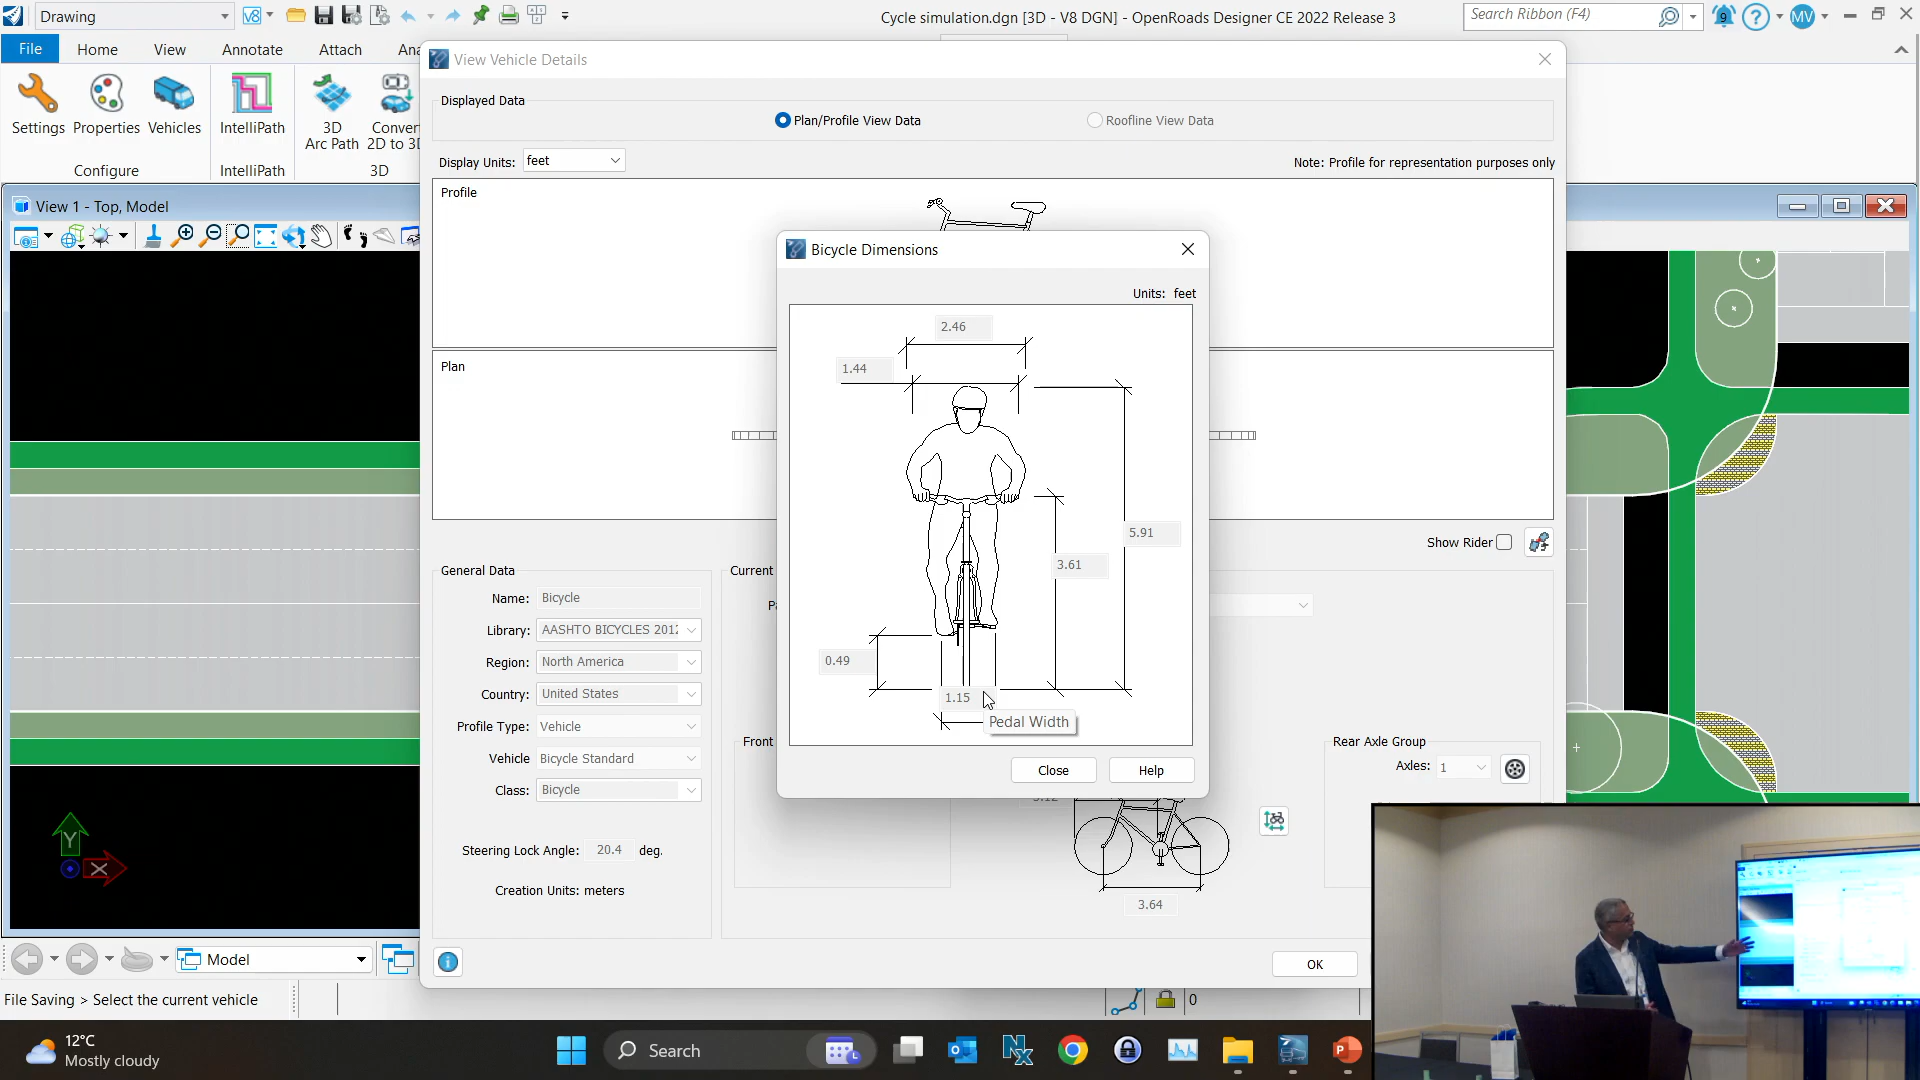 Drawing
Cycle simulation.dgn [3D - V8 DGN] - OpenRoads Designer CE 2022 Release 3
Search Ribbon (F4)
9
?
MV
File
Home
View
Annotate
Attach
An
Settings
Properties
Vehicles
IntelliPath
3D
Arc Path
Conver
2D to 3D
Configure
IntelliPath
3D
View 1 - Top, Model
View Vehicle Details
Displayed Data
Plan/Profile View Data
Roofline View Data
Display Units:
feet
Note: Profile for representation purposes only
Profile
Plan
Bicycle Dimensions
Units: feet
2.46
1.44
5.91
3.61
0.49
1.15
Pedal Width
Close
Help
Show Rider
General Data
Name:
Bicycle
Library:
AASHTO BICYCLES 2012
Region:
North America
Country:
United States
Profile Type:
Vehicle
Vehicle
Bicycle Standard
Class:
Bicycle
Steering Lock Angle:
20.4
deg.
Creation Units: meters
Current
Front
Rear Axle Group
Axles:
1
3.64
OK
Y
X
Model
File Saving > Select the current vehicle
0
12°C
Mostly cloudy
Search